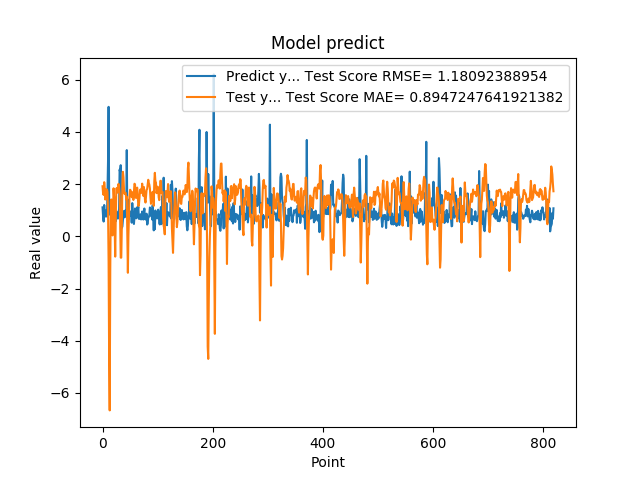 Model predict
Predict y... Test Score RMSE= 1.18092388954
Test y... Test Score MAE= 0.8947247641921382
6
4
2
0
−2
−4
−6
Real value
0 200 400 600 800
Point